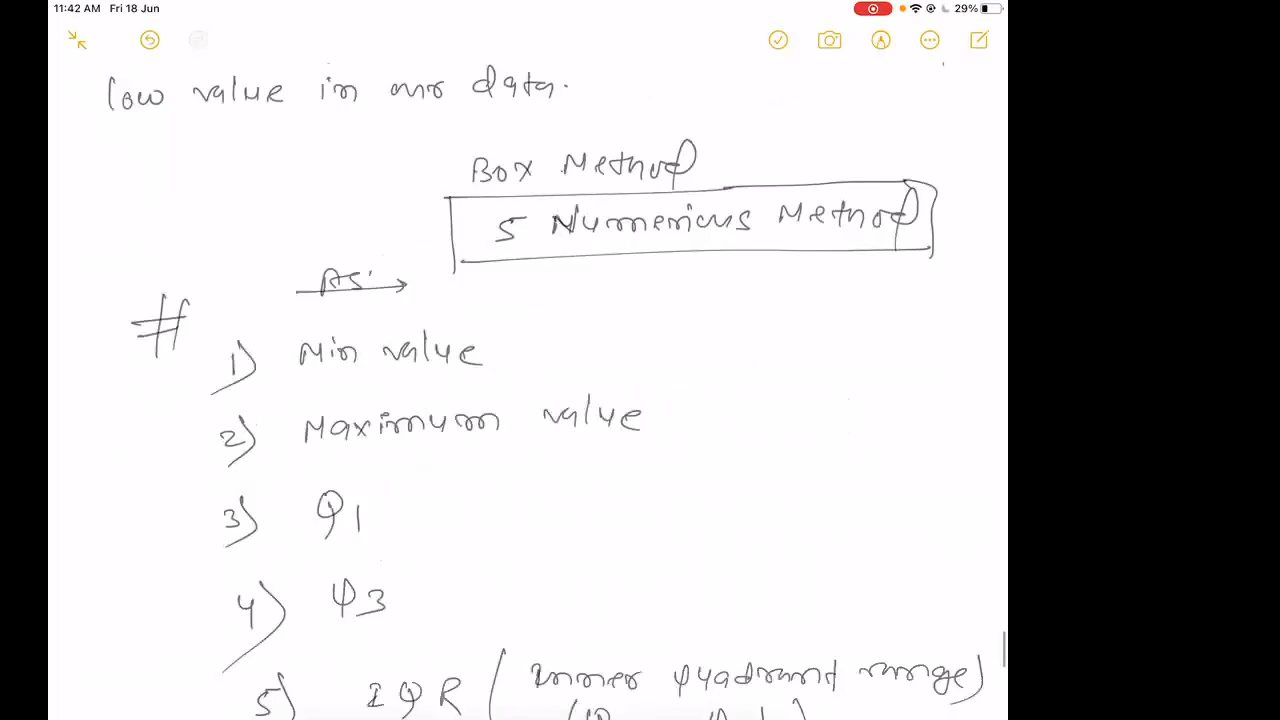 11:42 AM Fri 18 Jun
29%
low value in our data.
Box Method
5 Numericus Method
AS.
#
1) Min value
2) Maximum value
3) Q1
4) Q3
5) IQR (Inner Quadrant range)